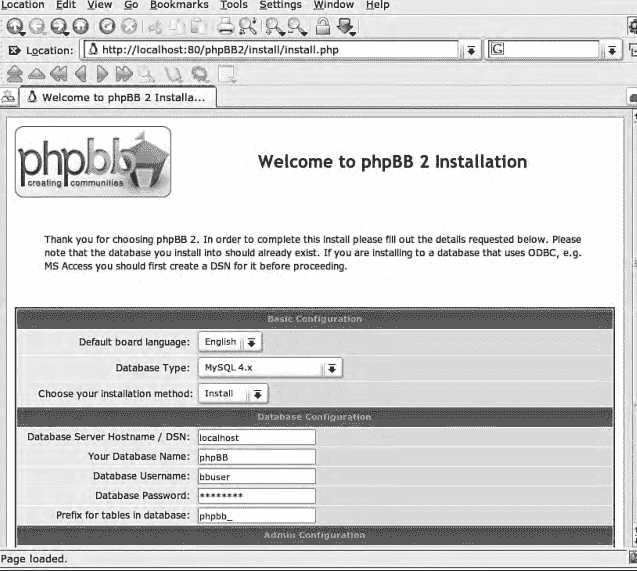 Location Edit View Go Bookmarks Tools Settings Window Help
Location: http://localhost:80/phpBB2/install/install.php
G
Welcome to phpBB 2 Installa...
phpbb
creating communities
Welcome to phpBB 2 Installation
Thank you for choosing phpBB 2. In order to complete this install please fill out the details requested below. Please
note that the database you install into should already exist. If you are installing to a database that uses ODBC, e.g.
MS Access you should first create a DSN for it before proceeding.
Basic Configuration
Default board language: English
Database Type: MySQL 4.x
Choose your installation method: Install
Database Configuration
Database Server Hostname / DSN: localhost
Your Database Name: phpBB
Database Username: bbuser
Database Password: ********
Prefix for tables in database: phpbb_
Admin Configuration
Page loaded.